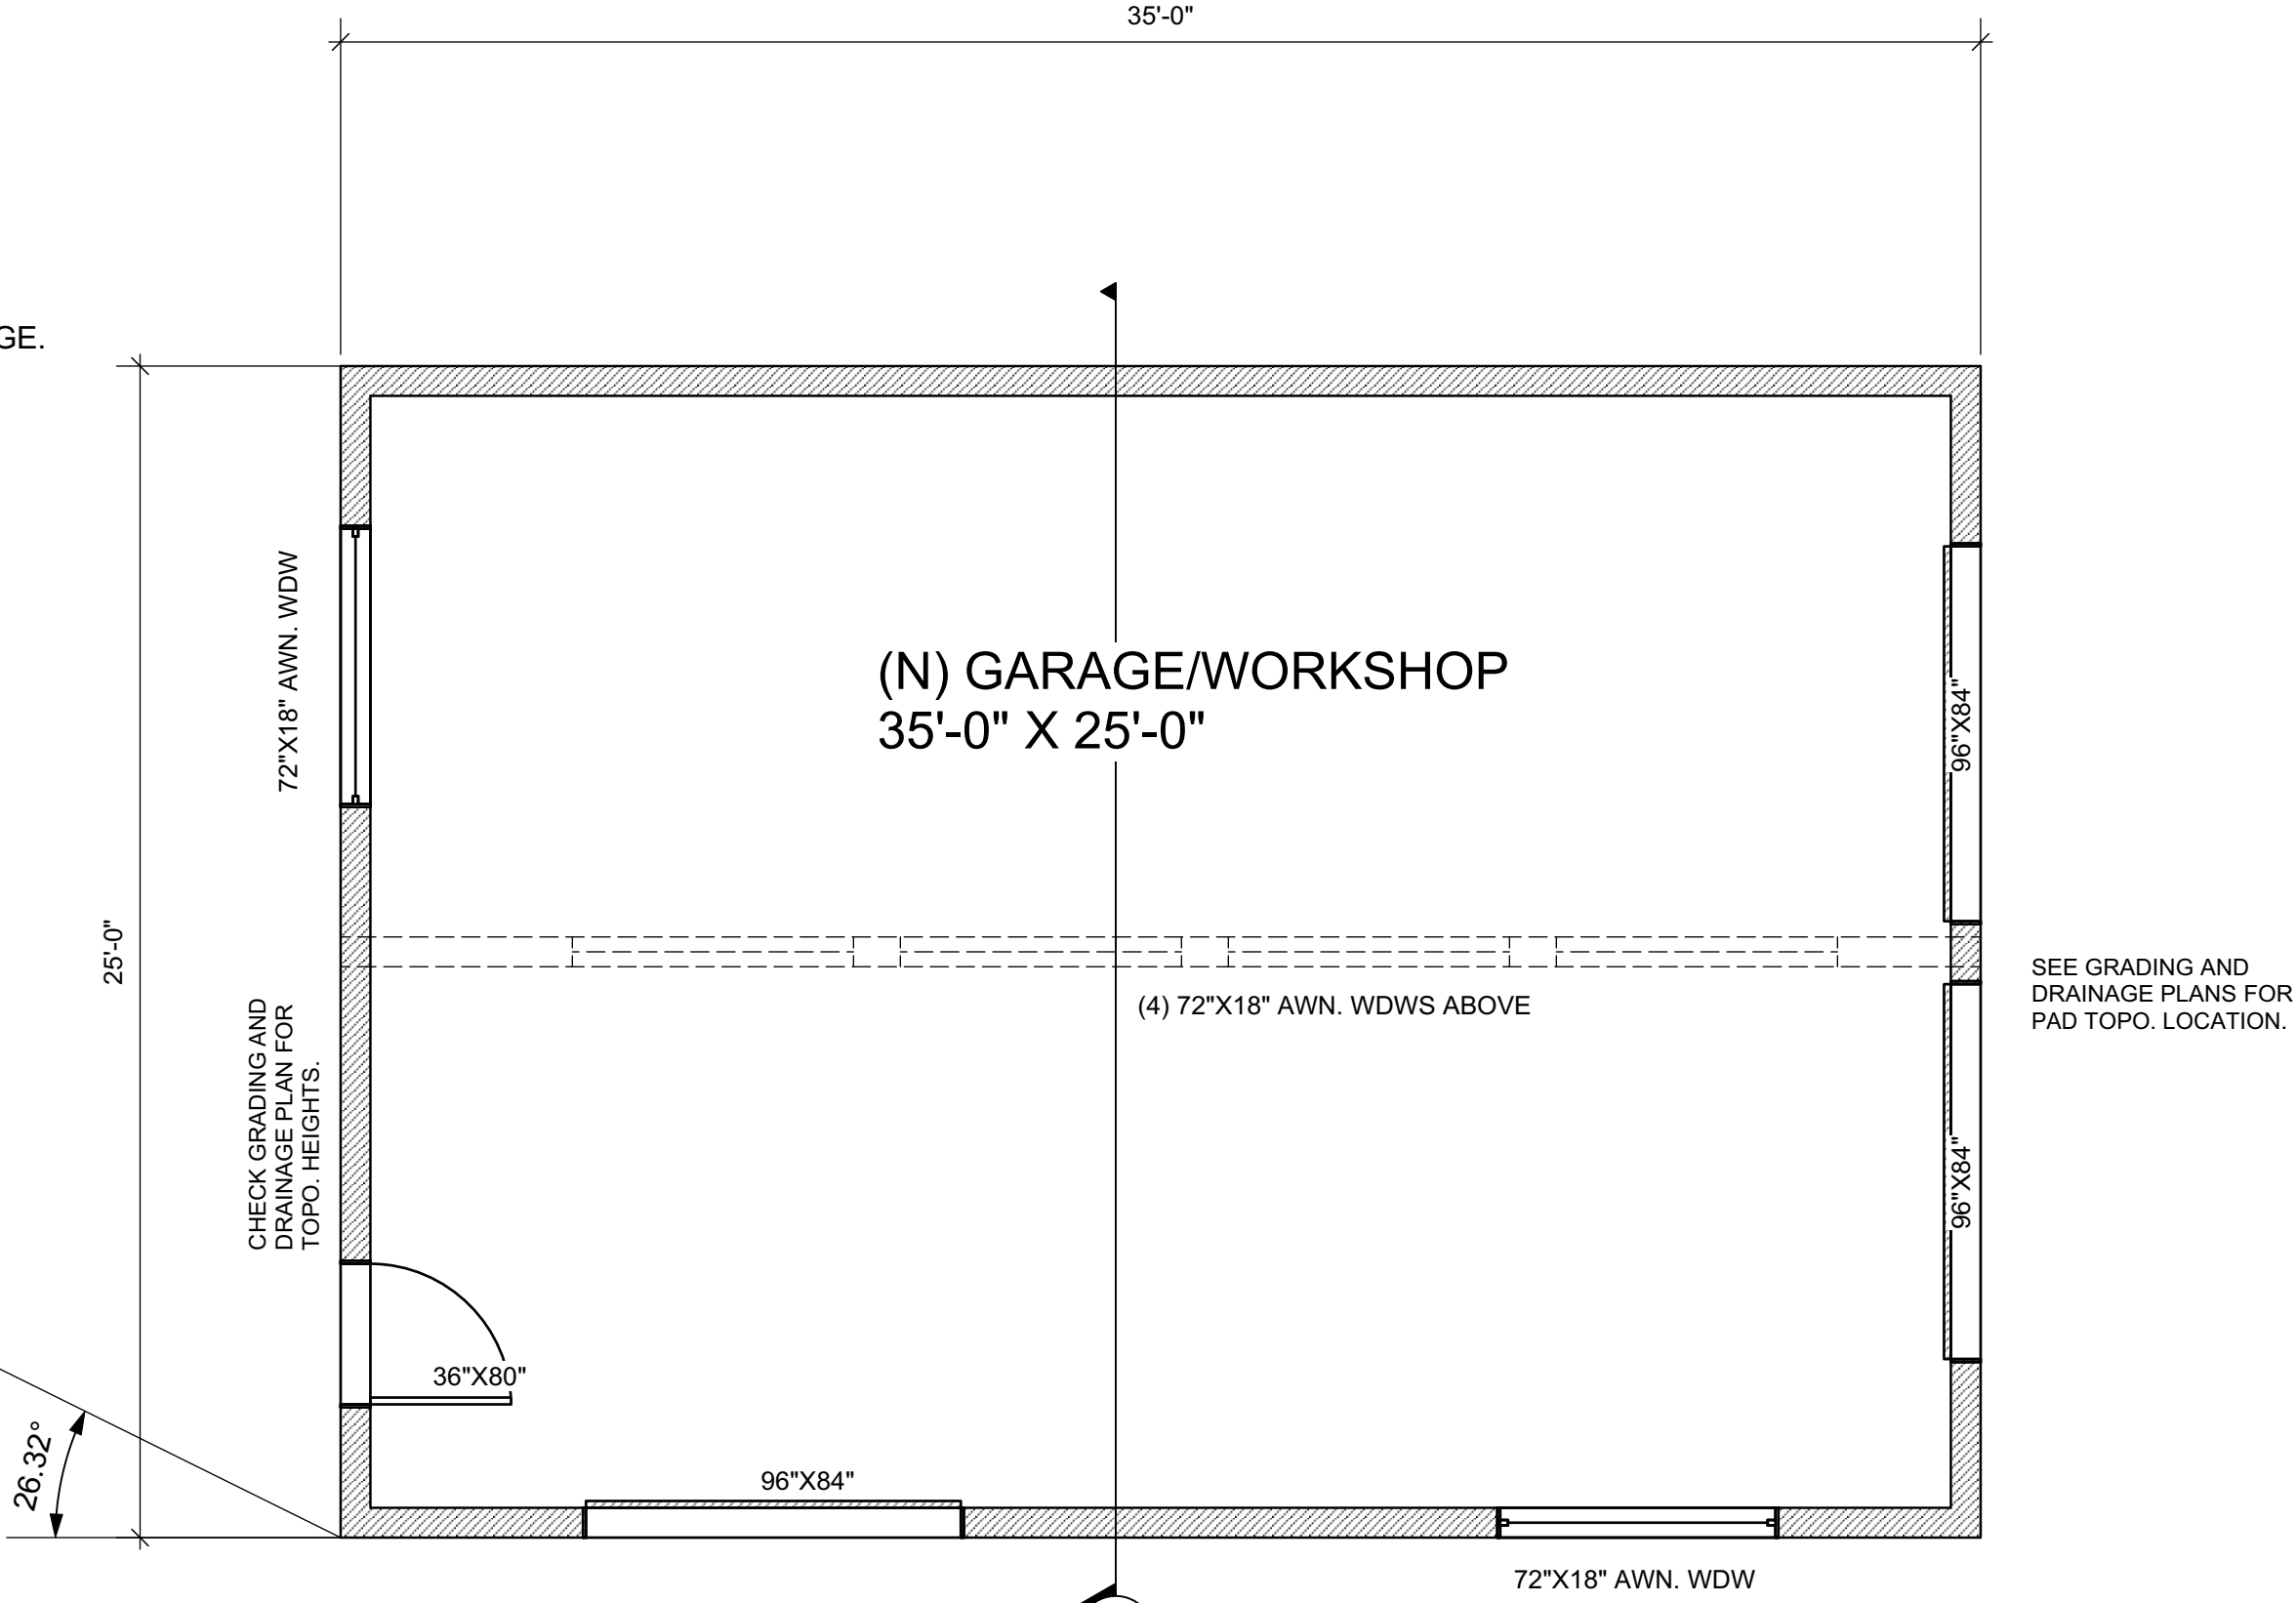 35'-0"
GE.
72"X18" AWN. WDW
(N) GARAGE/WORKSHOP
35'-0" X 25'-0"
96"X84"
25'-0"
(4) 72"X18" AWN. WDWS ABOVE
SEE GRADING AND
DRAINAGE PLANS FOR
PAD TOPO. LOCATION.
CHECK GRADING AND
DRAINAGE PLAN FOR
TOPO. HEIGHTS.
96"X84"
36"X80"
26.32°
96"X84"
72"X18" AWN. WDW